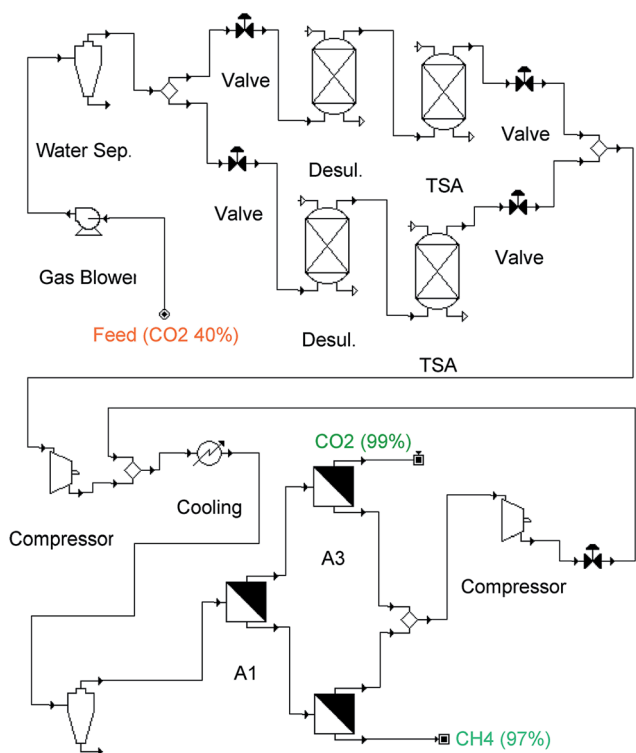 Valve
Valve
Water Sep.
Desul.
TSA
Valve
Valve
Gas Blower
Feed (CO2 40%)
Desul.
TSA
CO2 (99%)
Cooling
Compressor
A3
Compressor
A1
CH4 (97%)